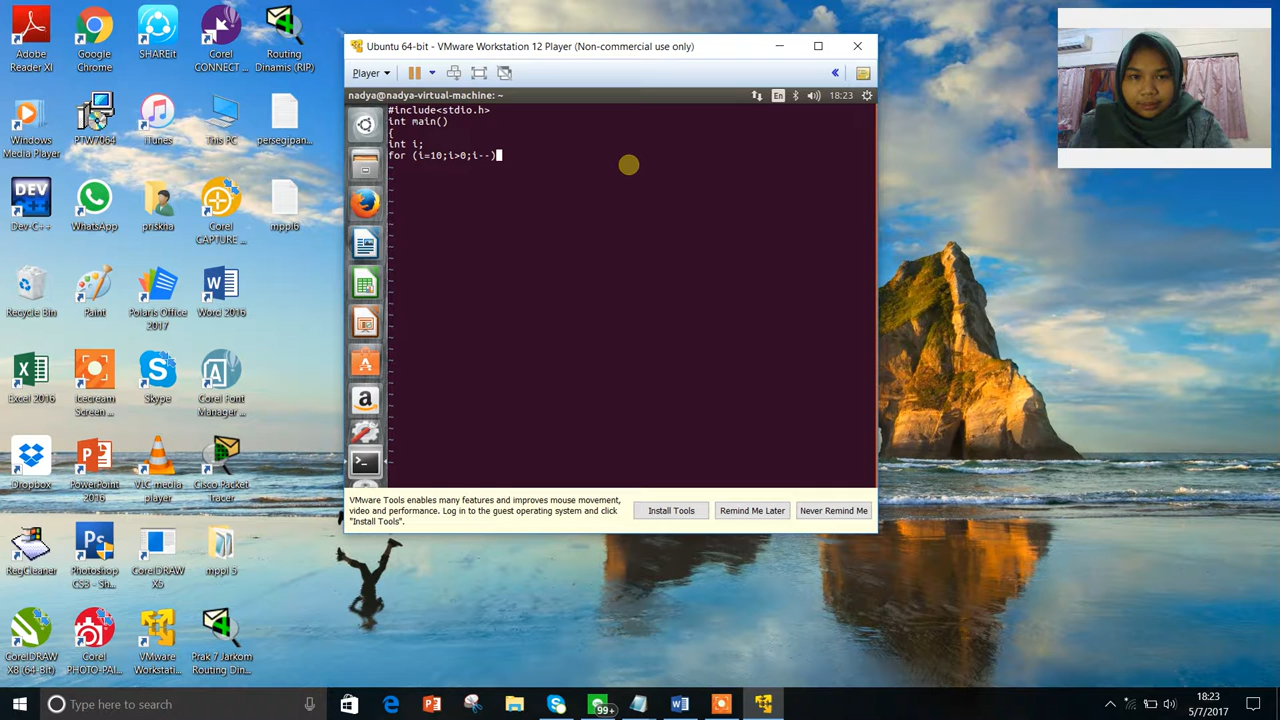 Adobe Reader XI
Google Chrome
SHAREit
Corel CONNECT ...
Routing Dinamis (RIP)
Windows Media Player
PTW7064
iTunes
This PC
persegipan...
DEV
Dev-C++
WhatsApp
priskha
Corel CAPTURE ...
mppl6
Recycle Bin
Paint
Polaris Office 2017
Word 2016
Excel 2016
Icecream Screen ...
Skype
Corel Font Manager ...
Dropbox
PowerPoint 2016
VLC media player
Cisco Packet Tracer
RegCleaner
Photoshop CS3 - Sh...
CorelDRAW X5
mppl 5
CorelDRAW X8 (64-Bit)
Corel PHOTO-PAI...
VMware Workstati...
Prak 7 Jarkom Routing Din...
Ubuntu 64-bit - VMware Workstation 12 Player (Non-commercial use only)
Player
nadya@nadya-virtual-machine: ~
En
18:23
#include<stdio.h>
int main()
{
int i;
for (i=10;i>0;i--)
VMware Tools enables many features and improves mouse movement,
video and performance. Log in to the guest operating system and click
"Install Tools".
Install Tools
Remind Me Later
Never Remind Me
Type here to search
99+
18:23
5/7/2017